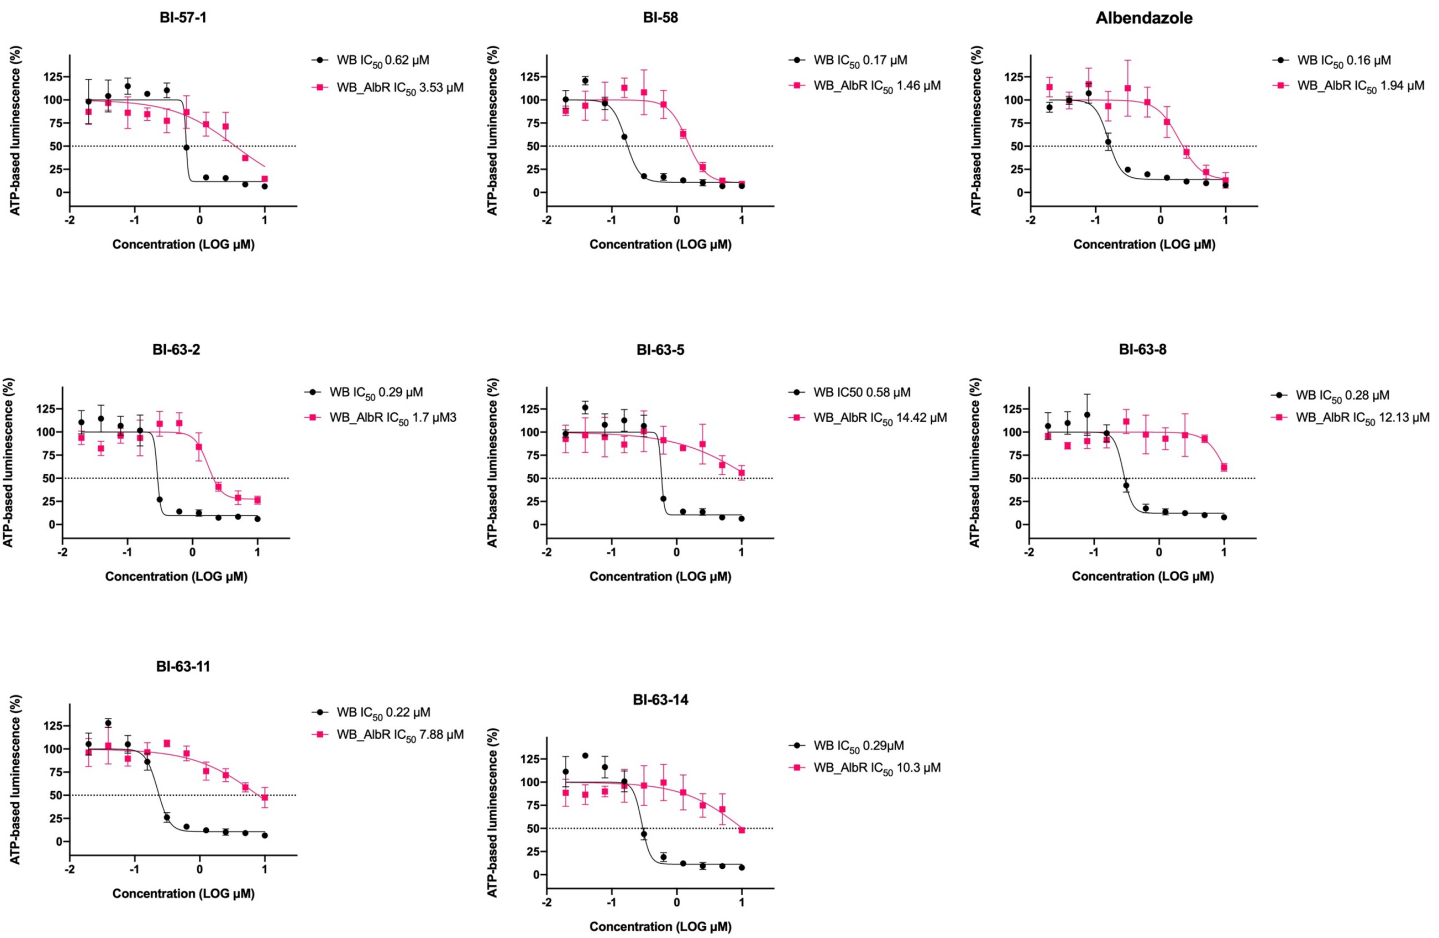 BI-57-1
ATP-based luminescence (%)
125
100
75
50
25
0
-2 -1 0 1
Concentration (LOG µM)
WB IC50 0.62 µM
WB_AlbR IC50 3.53 µM
BI-58
ATP-based luminescence (%)
125
100
75
50
25
0
-2 -1 0 1
Concentration (LOG µM)
WB IC50 0.17 µM
WB_AlbR IC50 1.46 µM
Albendazole
ATP-based luminescence (%)
125
100
75
50
25
0
-2 -1 0 1
Concentration (LOG µM)
WB IC50 0.16 µM
WB_AlbR IC50 1.94 µM
BI-63-2
ATP-based luminescence (%)
125
100
75
50
25
0
-2 -1 0 1
Concentration (LOG µM)
WB IC50 0.29 µM
WB_AlbR IC50 1.7 µM3
BI-63-5
ATP-based luminescence (%)
125
100
75
50
25
0
-2 -1 0 1
Concentration (LOG µM)
WB IC50 0.58 µM
WB_AlbR IC50 14.42 µM
BI-63-8
ATP-based luminescence (%)
125
100
75
50
25
0
-2 -1 0 1
Concentration (LOG µM)
WB IC50 0.28 µM
WB_AlbR IC50 12.13 µM
BI-63-11
ATP-based luminescence (%)
125
100
75
50
25
0
-2 -1 0 1
Concentration (LOG µM)
WB IC50 0.22 µM
WB_AlbR IC50 7.88 µM
BI-63-14
ATP-based luminescence (%)
125
100
75
50
25
0
-2 -1 0 1
Concentration (LOG µM)
WB IC50 0.29µM
WB_AlbR IC50 10.3 µM